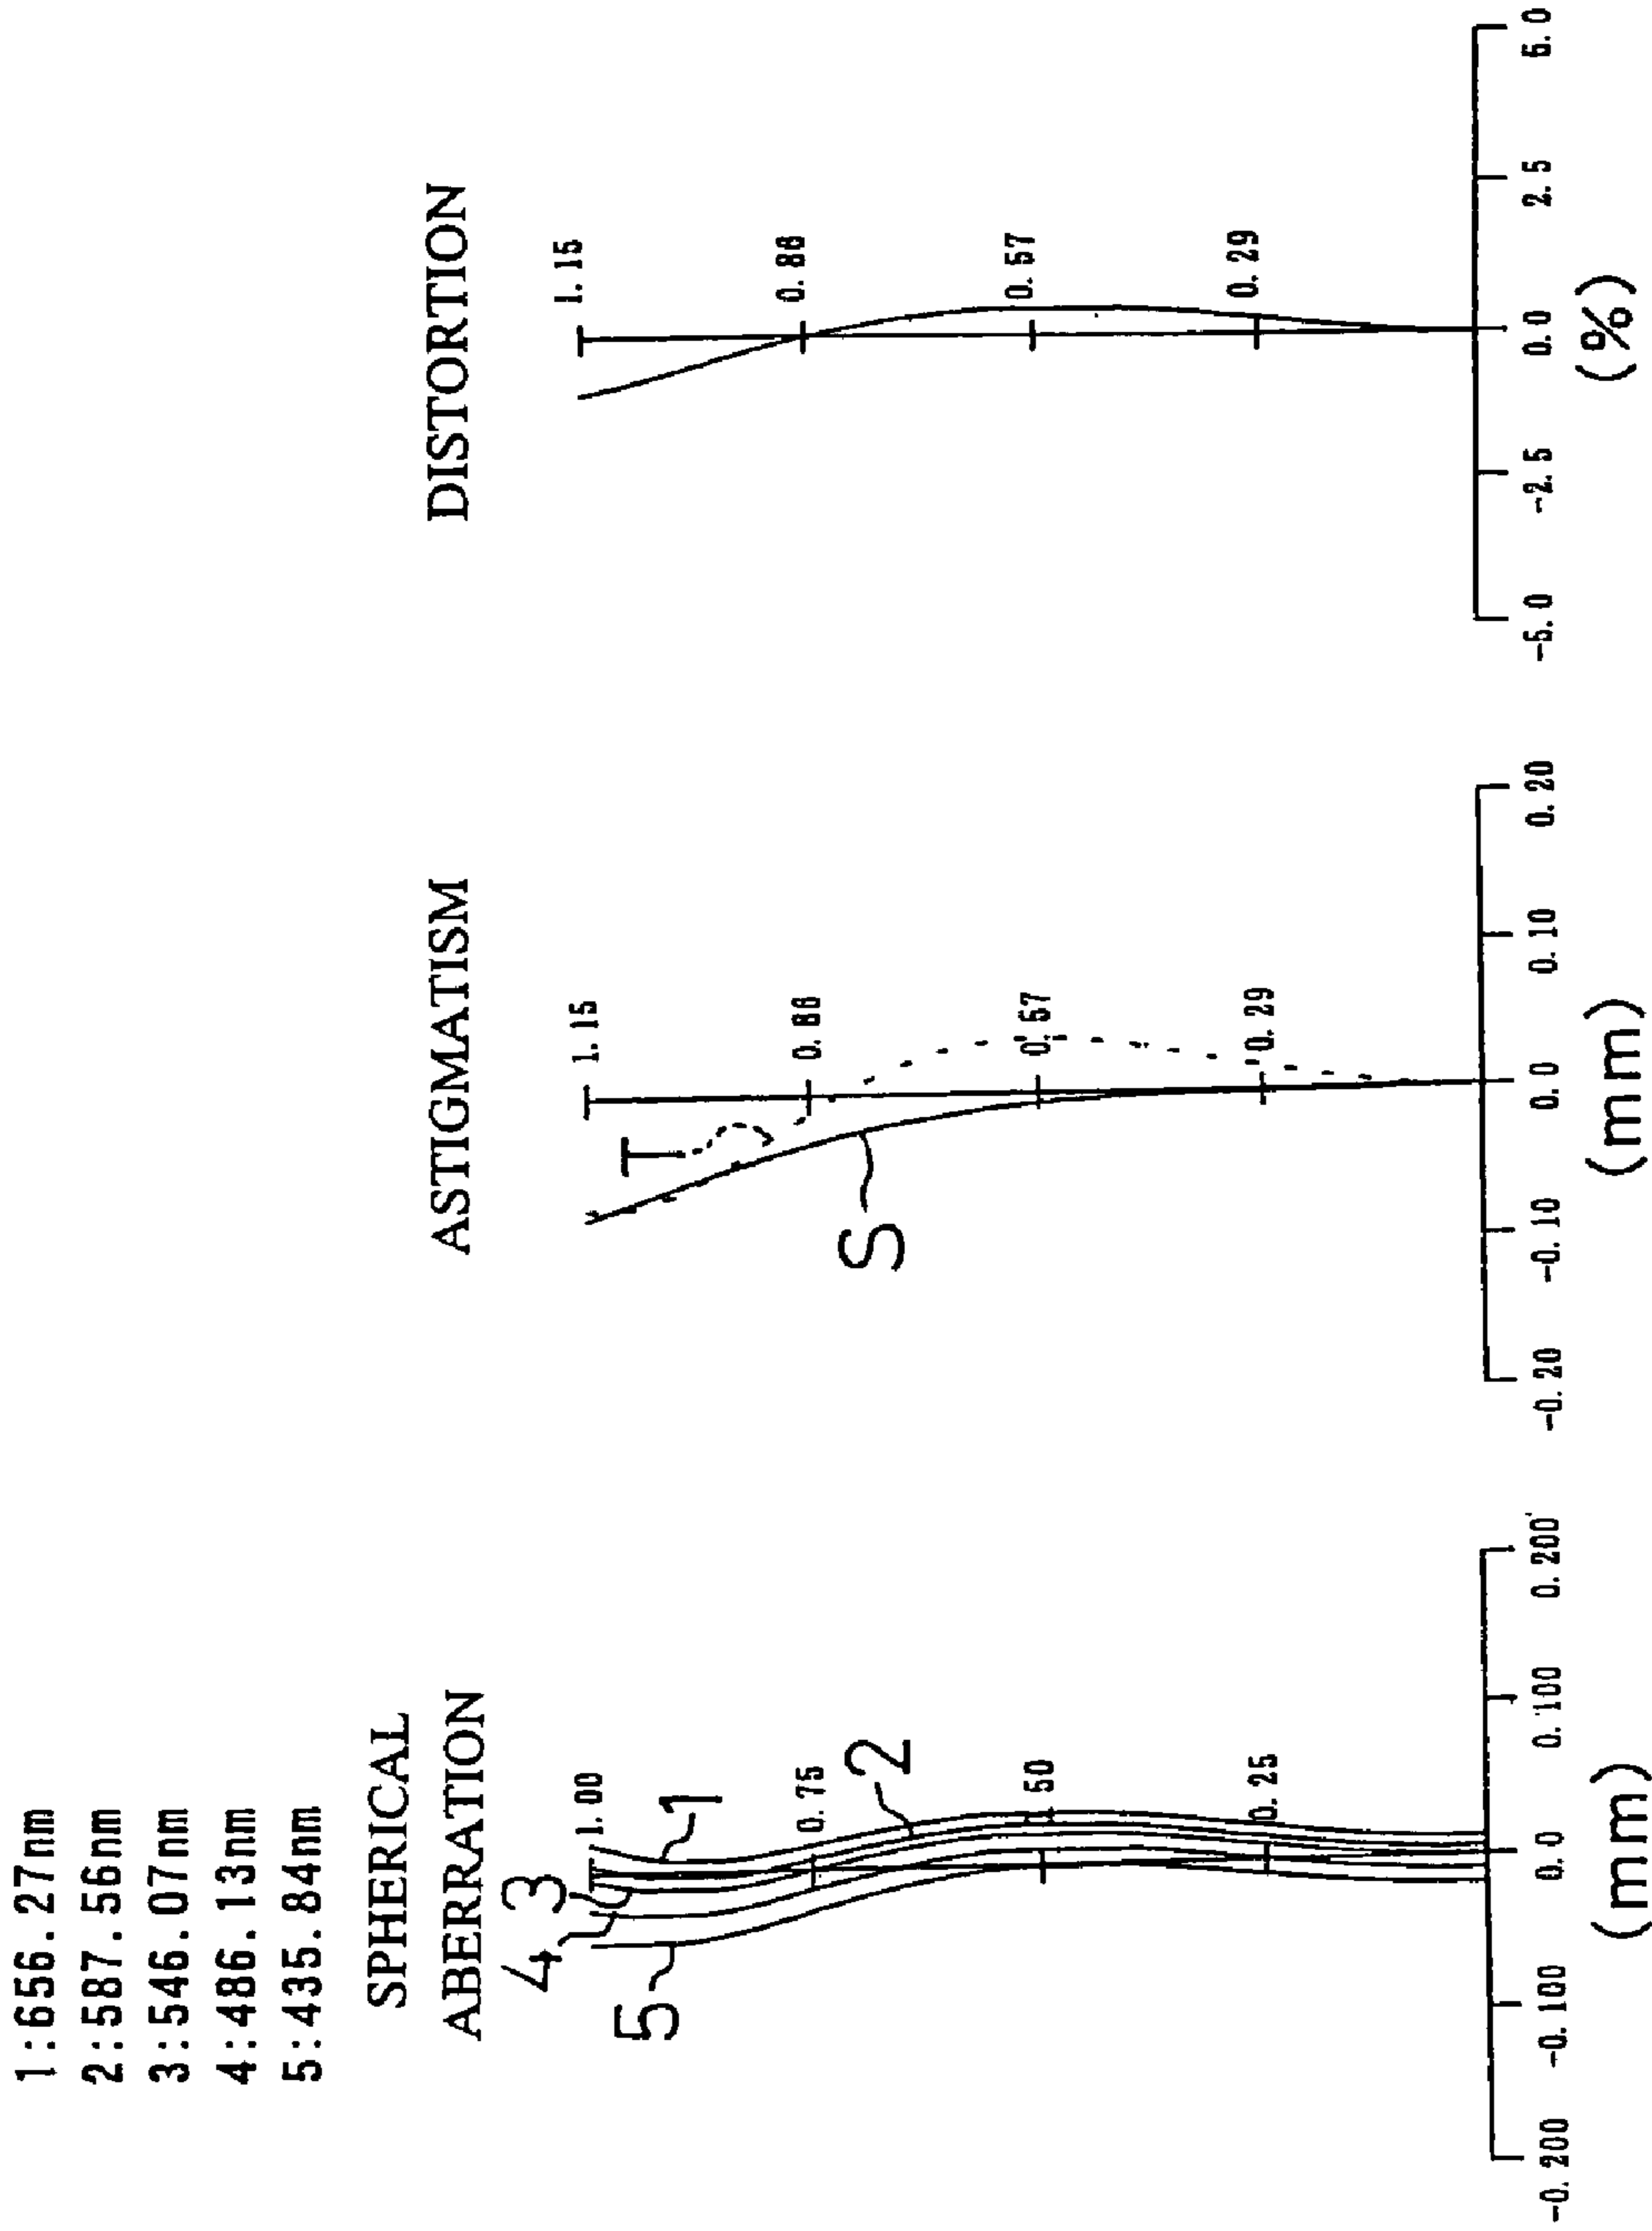 1:656.27nm
2:587.56nm
3:546.07nm
4:486.13nm
5:435.84nm
SPHERICAL
ABERRATION
4
3
5
1
2
1.00
0.75
0.50
0.25
-0.200
-0.100
0.0
0.100
0.200
(mm)
ASTIGMATISM
T
S
1.15
0.86
0.57
0.29
-0.20
-0.10
0.0
0.10
0.20
(mm)
DISTORTION
1.15
0.86
0.57
0.29
-5.0
-2.5
0.0
2.5
5.0
(%)